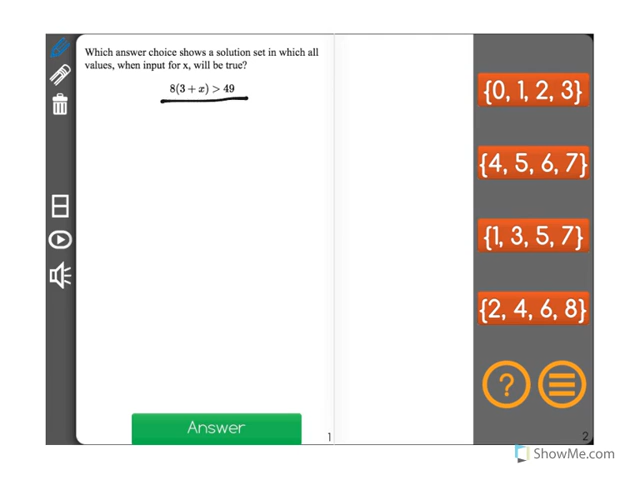 Which answer choice shows a solution set in which all
values, when input for x, will be true?
8(3 + x) > 49
Answer
1
{0, 1, 2, 3}
{4, 5, 6, 7}
{1, 3, 5, 7}
{2, 4, 6, 8}
?
2
ShowMe.com